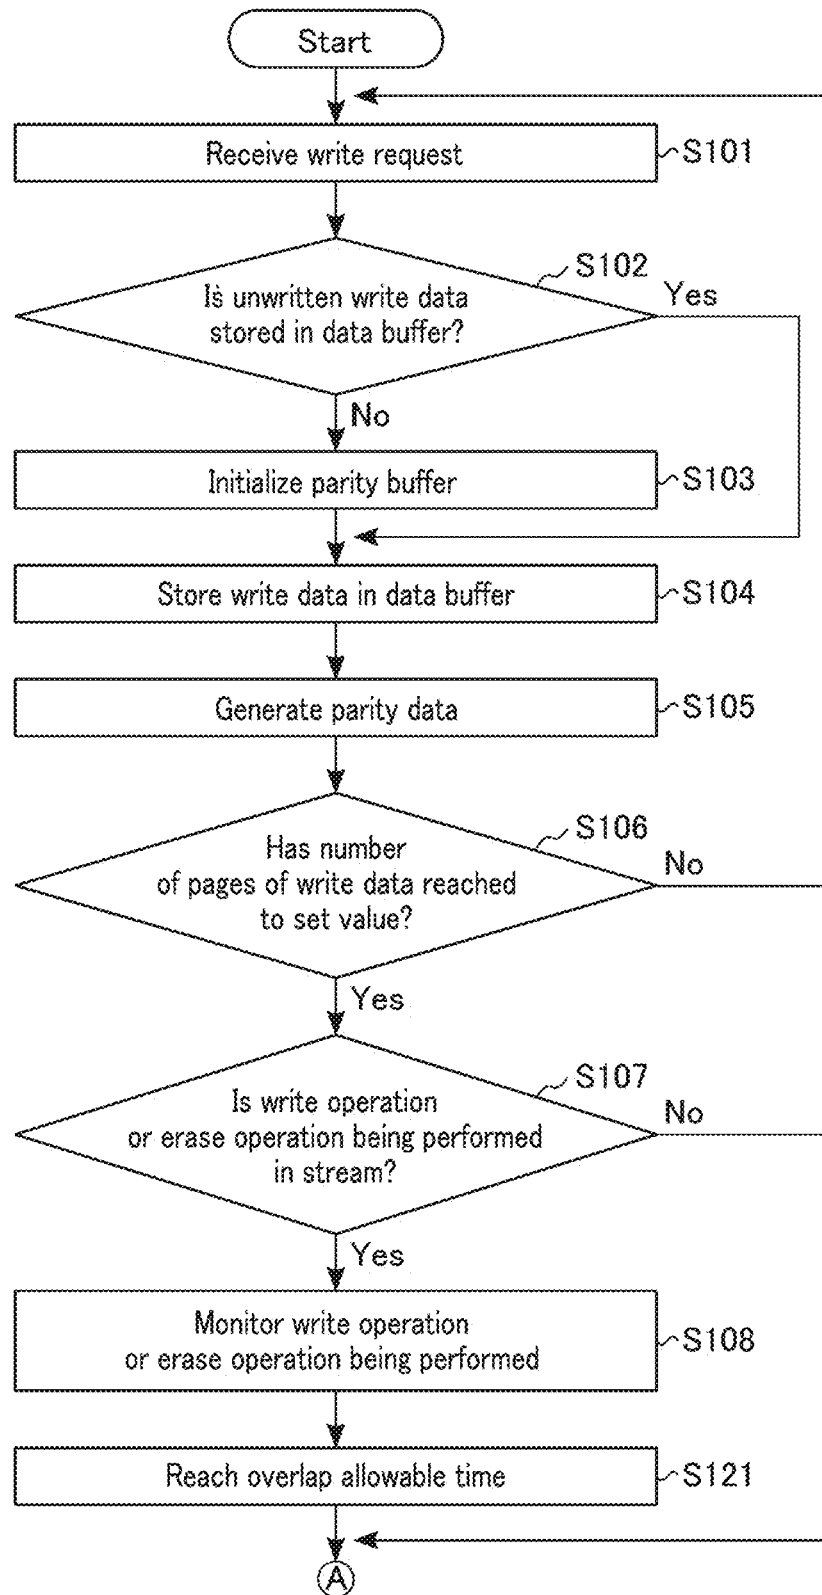 Start
Receive write request
S101
S102
Is unwritten write data
stored in data buffer?
Yes
No
Initialize parity buffer
S103
Store write data in data buffer
S104
Generate parity data
S105
S106
Has number
of pages of write data reached
to set value?
No
Yes
S107
Is write operation
or erase operation being performed
in stream?
No
Yes
Monitor write operation
or erase operation being performed
S108
Reach overlap allowable time
S121
A